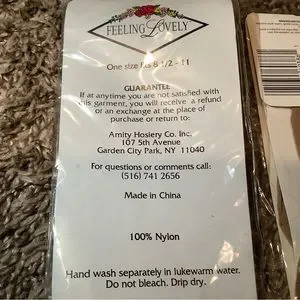 FEELING LOVELY
One size fits 8 1/2 - 11
GUARANTEE
If at anytime you are not satisfied with
this garment, you will receive a refund
or an exchange at the place of
purchase or return to:
Amity Hosiery Co. Inc.
107 5th Avenue
Garden City Park, NY 11040
For questions or comments call:
(516) 741 2656
Made in China
100% Nylon
Hand wash separately in lukewarm water.
Do not bleach. Drip dry.